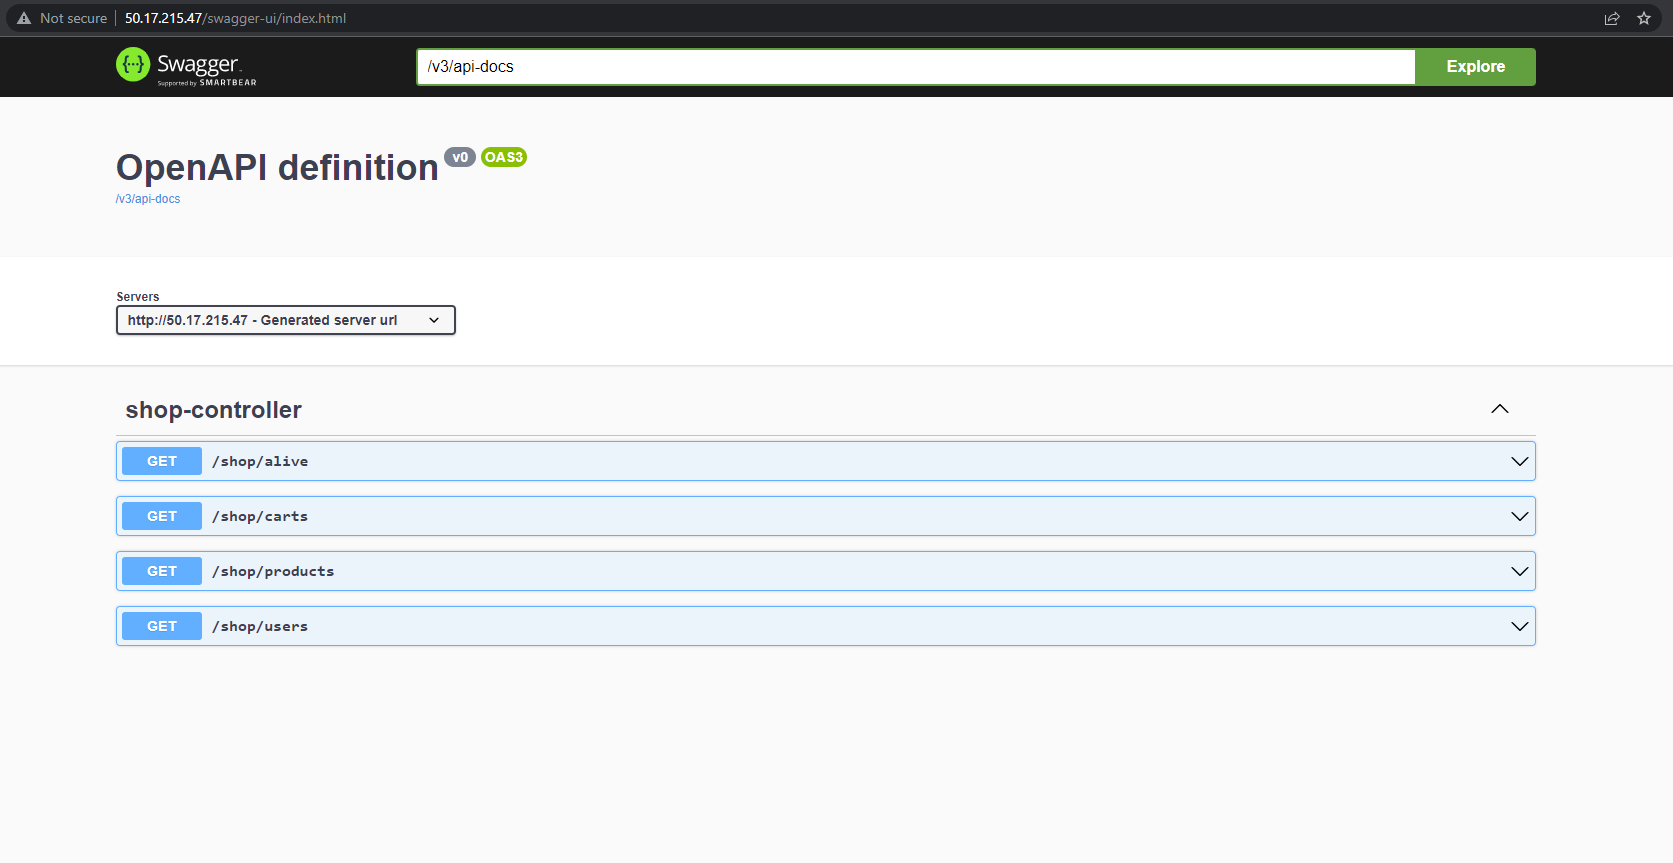 Not secure 50.17.215.47/swagger-ui/index.html
Swagger.
Supported by SMARTBEAR
/v3/api-docs
Explore
OpenAPI definition v0 OAS3
/v3/api-docs
Servers
http://50.17.215.47 - Generated server url
shop-controller
GET /shop/alive
GET /shop/carts
GET /shop/products
GET /shop/users